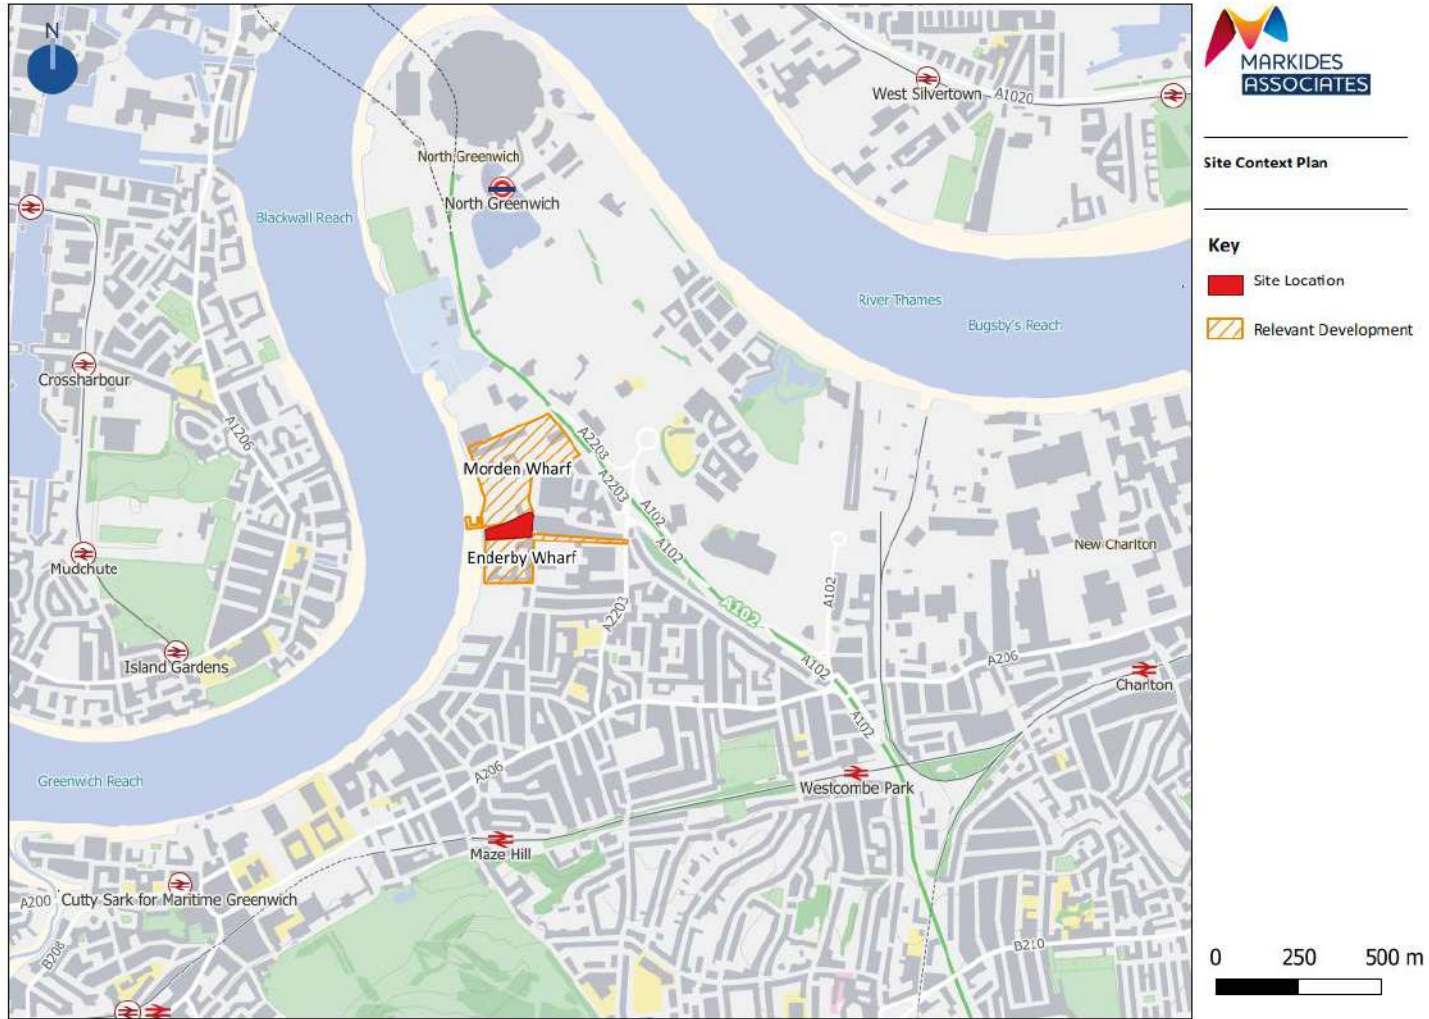 N
MARKIDES
ASSOCIATES
Site Context Plan
Key
Site Location
Relevant Development
0 250 500 m
West Silvertown
A1020
North Greenwich
North Greenwich
Blackwall Reach
River Thames
Bugsby's Reach
Crossharbour
A1206
A2203
Morden Wharf
A2203
A102
A102
Enderby Wharf
New Charlton
Mudchute
A102
A2203
A102
Island Gardens
A206
A102
Charlton
A102
Greenwich Reach
A206
Westcombe Park
Maze Hill
A200
Cutty Sark for Maritime Greenwich
B208
B210